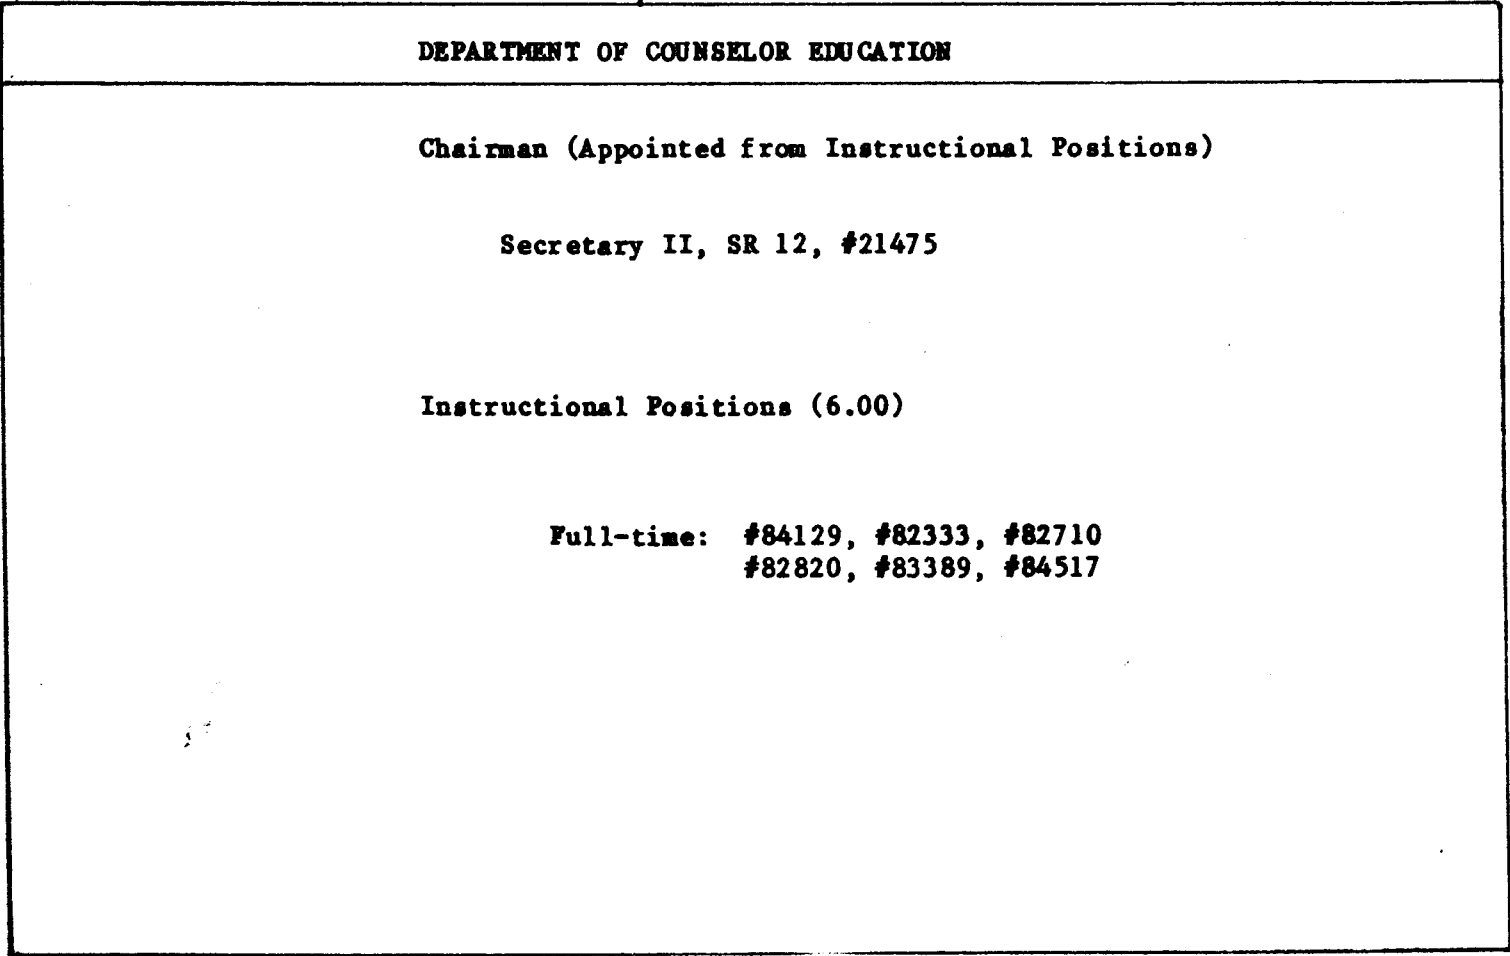 DEPARTMENT OF COUNSELOR EDUCATION
Chairman (Appointed from Instructional Positions)
Secretary II, SR 12, #21475
Instructional Positions (6.00)
Full-time: #84129, #82333, #82710
#82820, #83389, #84517